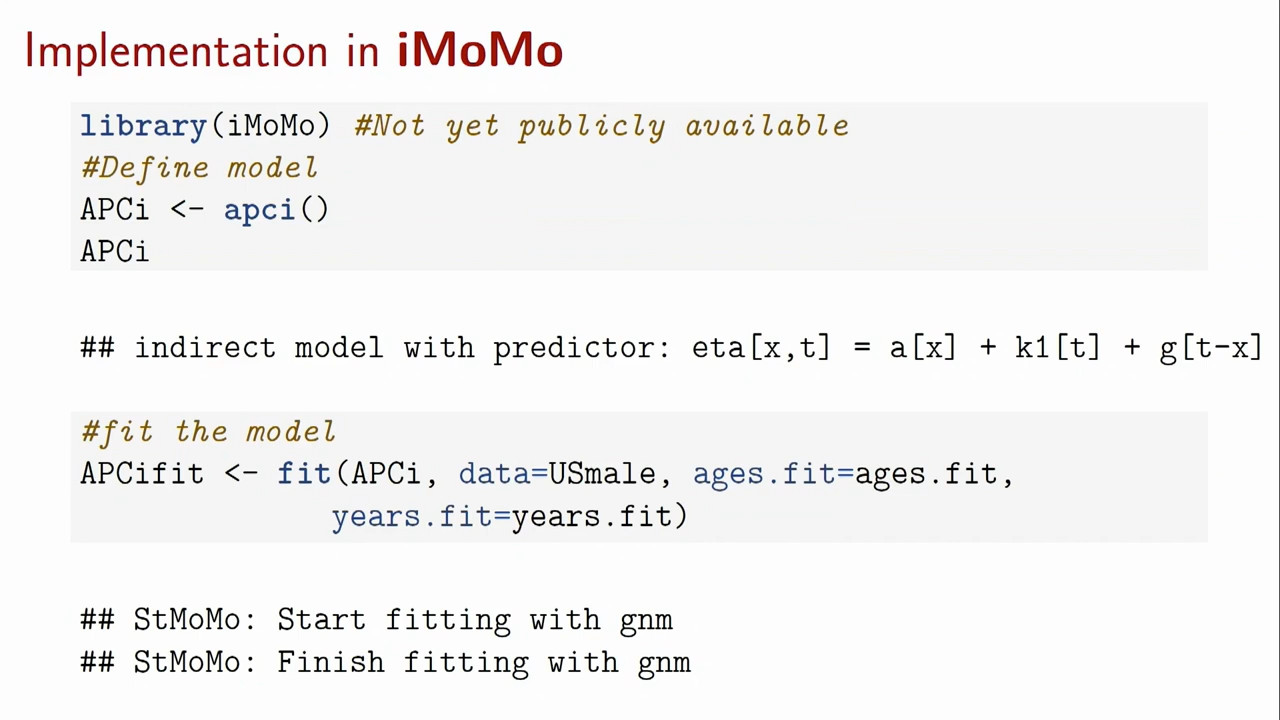 Implementation in iMoMo
library(iMoMo) #Not yet publicly available
#Define model
APCi <- apci()
APCi
## indirect model with predictor: eta[x,t] = a[x] + k1[t] + g[t-x]
#fit the model
APCifit <- fit(APCi, data=USmale, ages.fit=ages.fit,
years.fit=years.fit)
## StMoMo: Start fitting with gnm
## StMoMo: Finish fitting with gnm